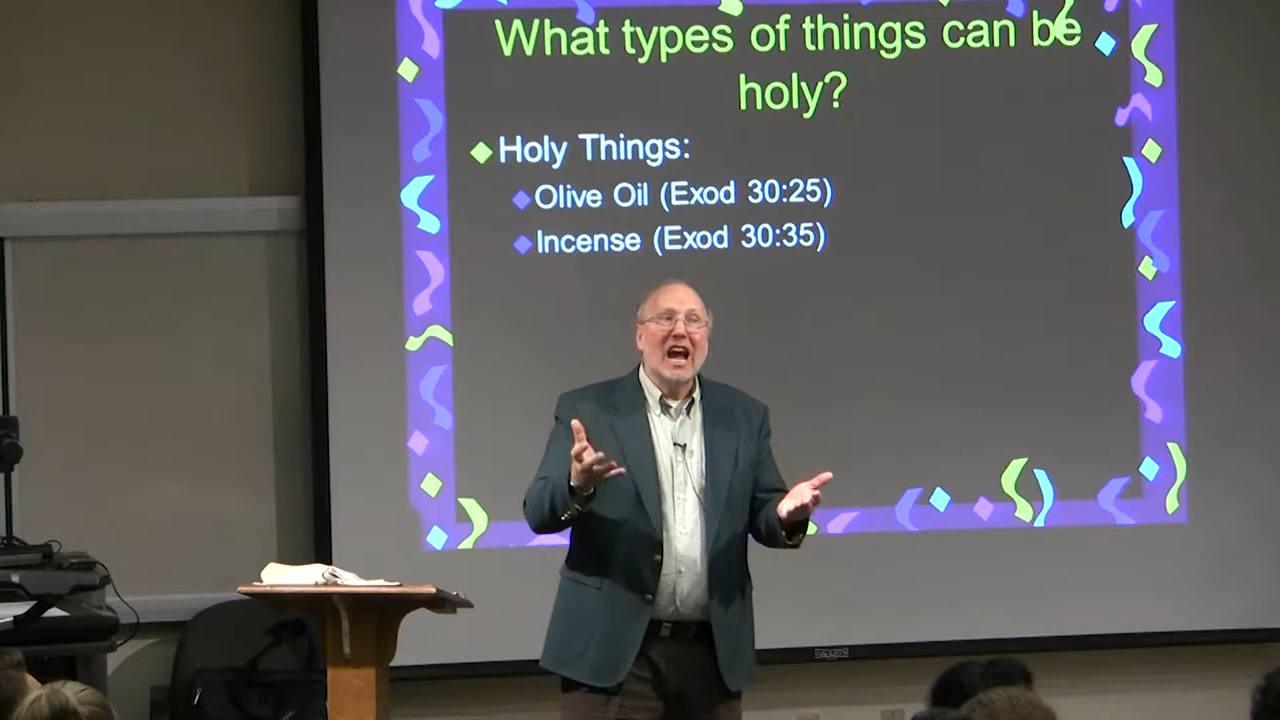 What types of things can be
holy?
Holy Things:
Olive Oil (Exod 30:25)
Incense (Exod 30:35)